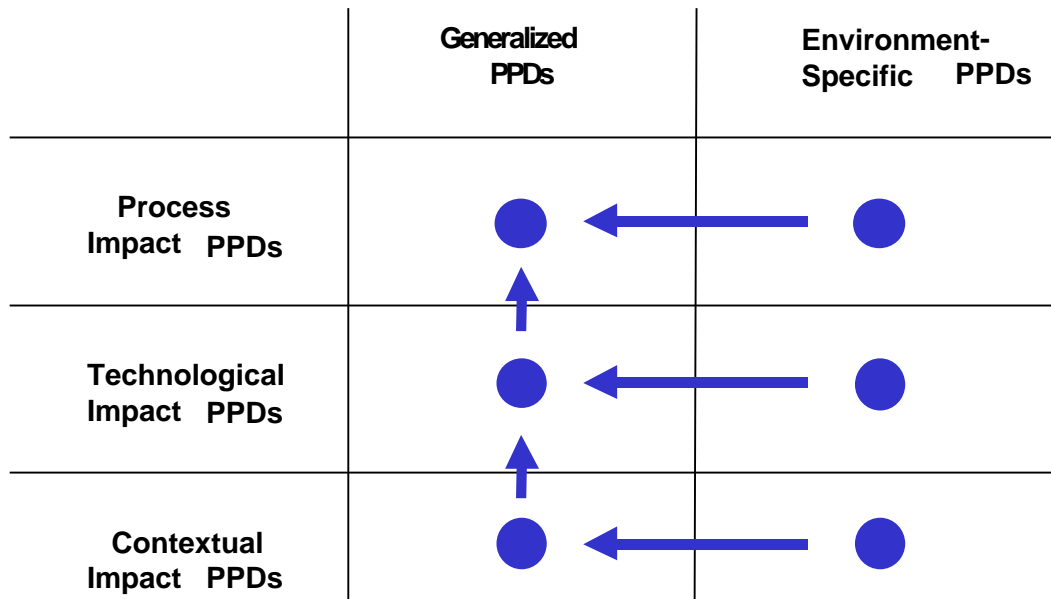 Generalized
PPDs
Environment-
Specific PPDs
Process
Impact PPDs
Technological
Impact PPDs
Contextual
Impact PPDs